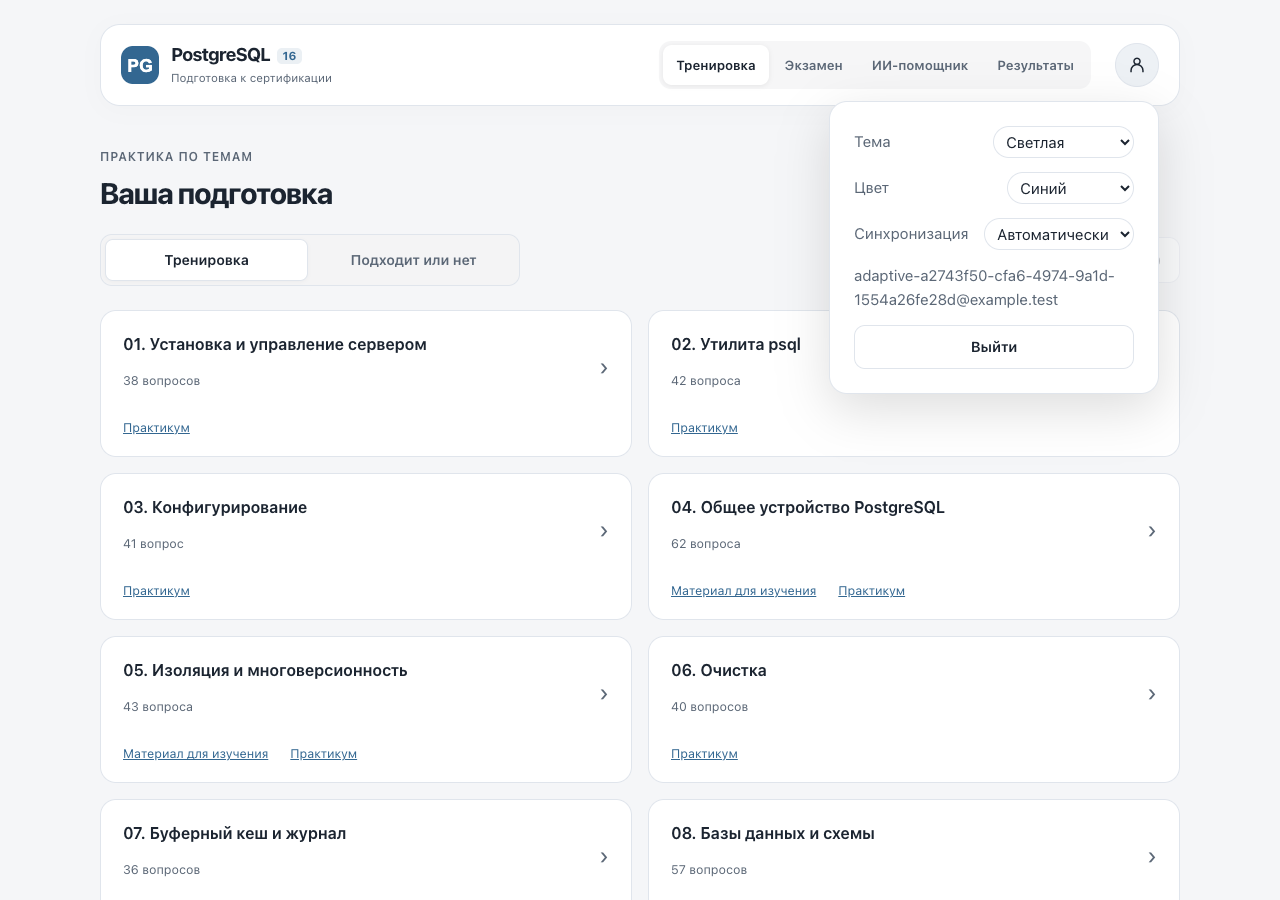 PG
PostgreSQL 16
Подготовка к сертификации
Тренировка
Экзамен
ИИ-помощник
Результаты
Тема
Светлая
Цвет
Синий
Синхронизация
Автоматически
adaptive-a2743f50-cfa6-4974-9a1d-
1554a26fe28d@example.test
Выйти
ПРАКТИКА ПО ТЕМАМ
Ваша подготовка
Тренировка
Подходит или нет
01. Установка и управление сервером
38 вопросов
Практикум
02. Утилита psql
42 вопроса
Практикум
03. Конфигурирование
41 вопрос
Практикум
04. Общее устройство PostgreSQL
62 вопроса
Материал для изучения
Практикум
05. Изоляция и многоверсионность
43 вопроса
Материал для изучения
Практикум
06. Очистка
40 вопросов
Практикум
07. Буферный кеш и журнал
36 вопросов
08. Базы данных и схемы
57 вопросов